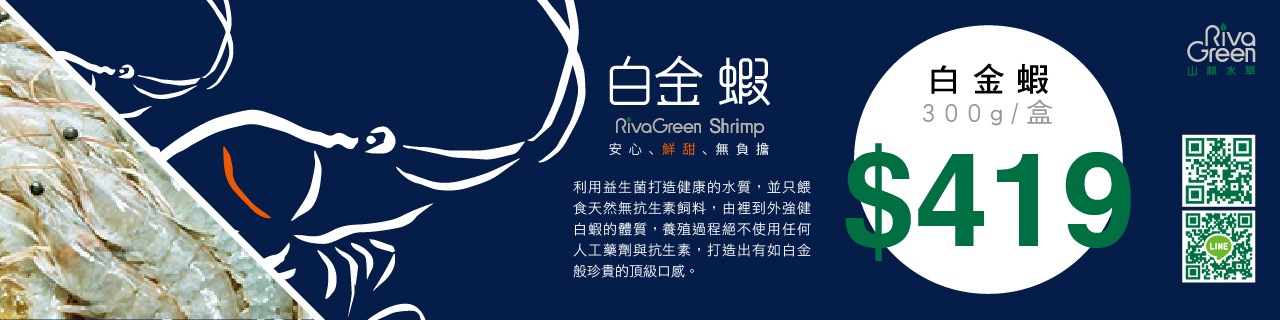 白金蝦
RivaGreen Shrimp
安心、鮮甜、無負擔
利用益生菌打造健康的水質，並只餵
食天然無抗生素飼料，由裡到外強健
白蝦的體質，養殖過程絕不使用任何
人工藥劑與抗生素，打造出有如白金
般珍貴的頂級口感。
白金蝦
300g/盒
$419
Riva
Green
山林水草
LINE